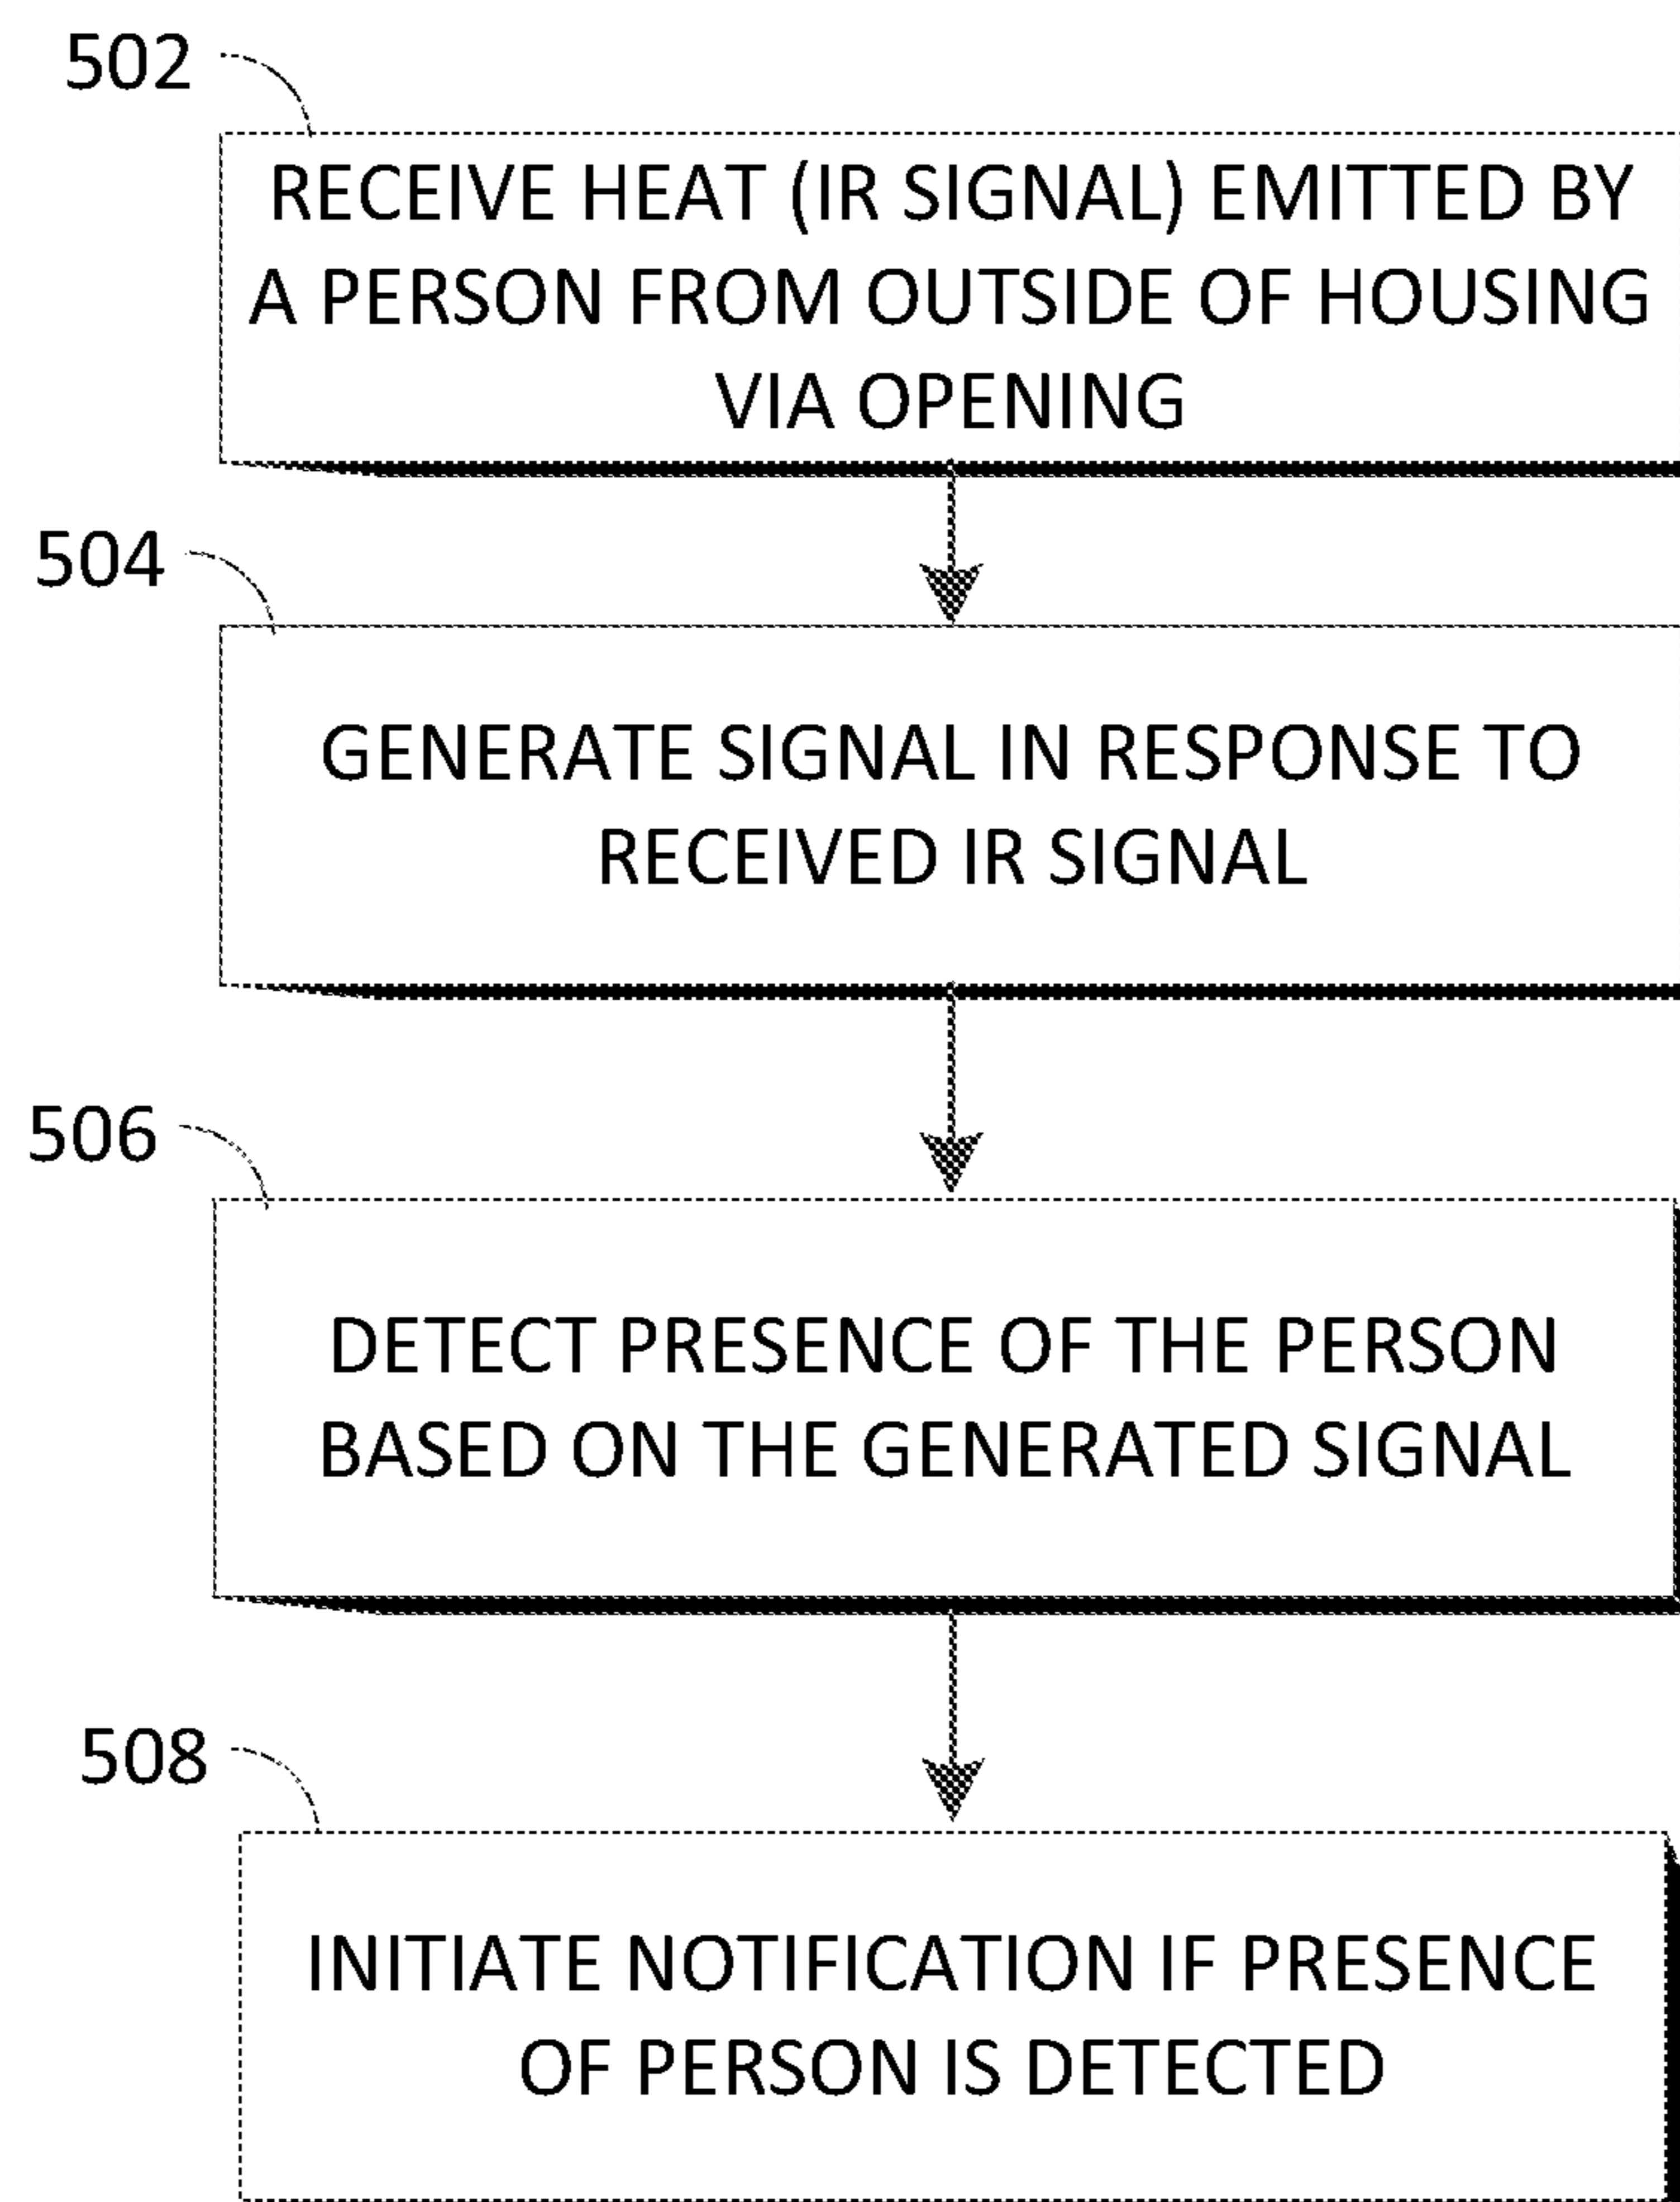 502
RECEIVE HEAT (IR SIGNAL) EMITTED BY
A PERSON FROM OUTSIDE OF HOUSING
VIA OPENING
504
GENERATE SIGNAL IN RESPONSE TO
RECEIVED IR SIGNAL
506
DETECT PRESENCE OF THE PERSON
BASED ON THE GENERATED SIGNAL
508
INITIATE NOTIFICATION IF PRESENCE
OF PERSON IS DETECTED